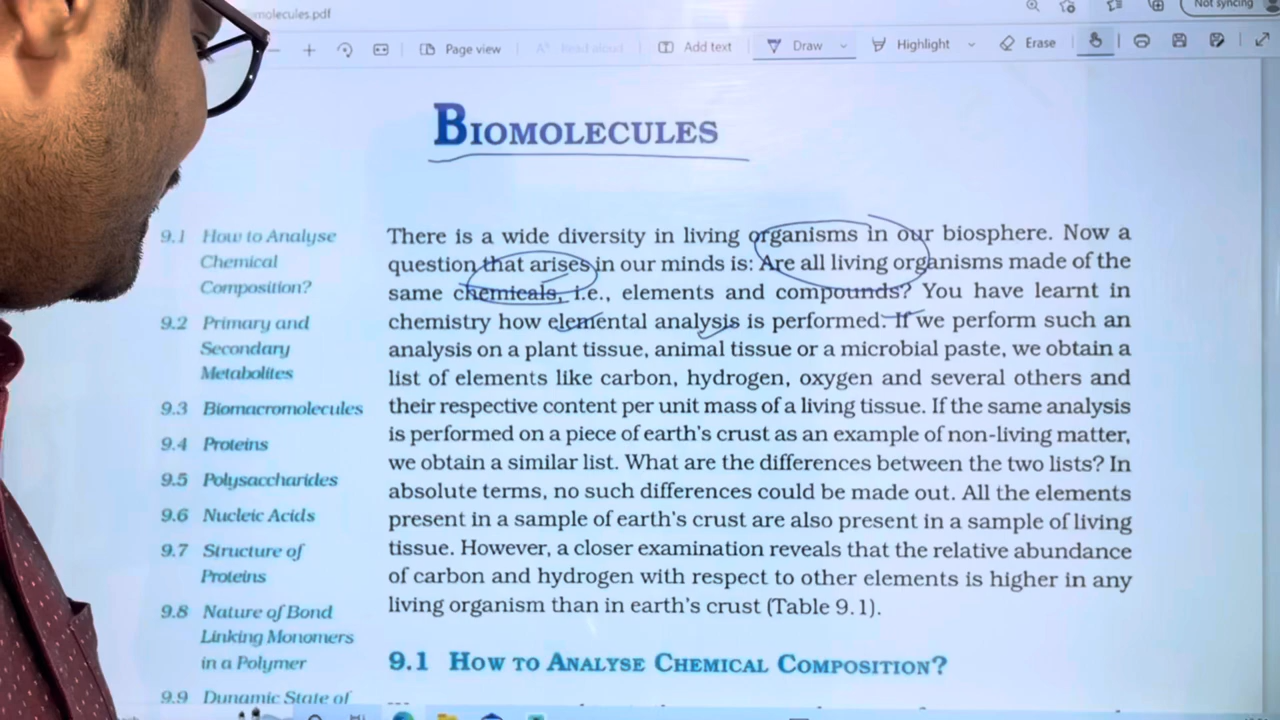 omolecules.pdf
Not syncing
Page view
Read aloud
Add text
Draw
Highlight
Erase
BIOMOLECULES
9.1 How to Analyse
Chemical
Composition?
9.2 Primary and
Secondary
Metabolites
9.3 Biomacromolecules
9.4 Proteins
9.5 Polysaccharides
9.6 Nucleic Acids
9.7 Structure of
Proteins
9.8 Nature of Bond
Linking Monomers
in a Polymer
9.9 Dynamic State of
There is a wide diversity in living organisms in our biosphere. Now a
question that arises in our minds is: Are all living organisms made of the
same chemicals, i.e., elements and compounds? You have learnt in
chemistry how elemental analysis is performed. If we perform such an
analysis on a plant tissue, animal tissue or a microbial paste, we obtain a
list of elements like carbon, hydrogen, oxygen and several others and
their respective content per unit mass of a living tissue. If the same analysis
is performed on a piece of earth's crust as an example of non-living matter,
we obtain a similar list. What are the differences between the two lists? In
absolute terms, no such differences could be made out. All the elements
present in a sample of earth's crust are also present in a sample of living
tissue. However, a closer examination reveals that the relative abundance
of carbon and hydrogen with respect to other elements is higher in any
living organism than in earth's crust (Table 9.1).
9.1 HOW TO ANALYSE CHEMICAL COMPOSITION?